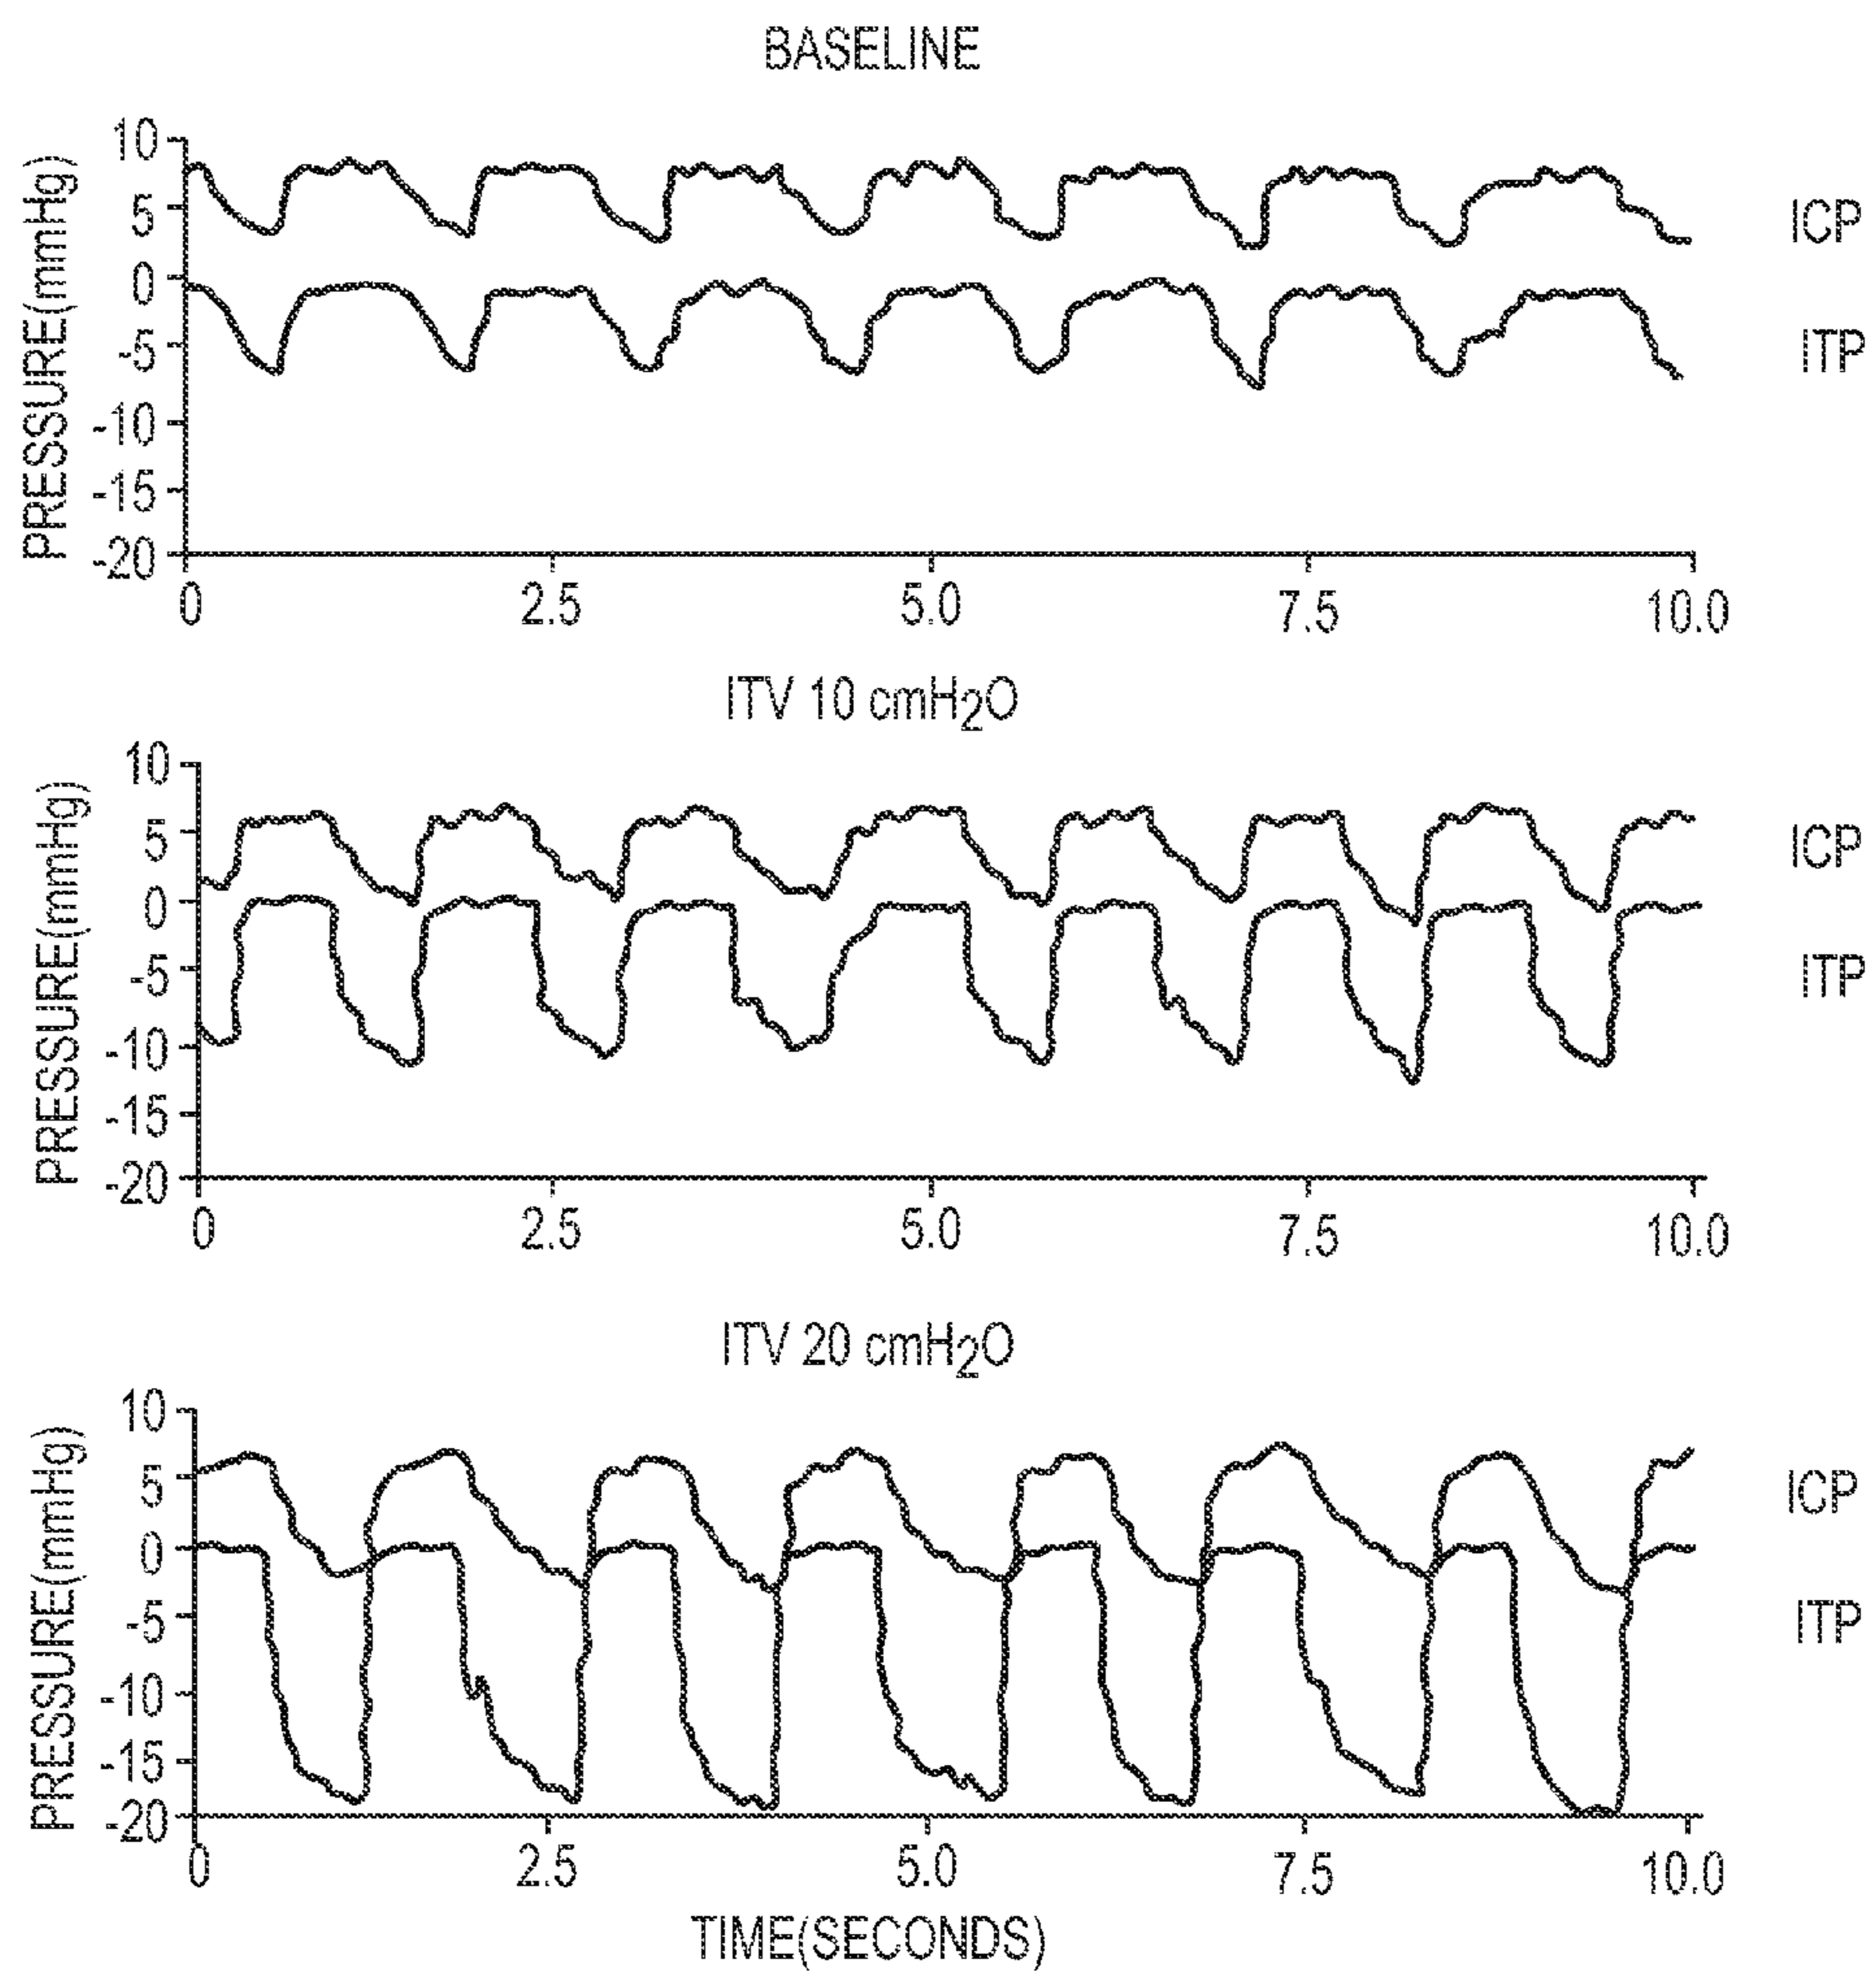 BASELINE
PRESSURE(mmHg)
10
5
0
-5
-10
-15
-20
ICP
ITP
0 2.5 5.0 7.5 10.0
ITV 10 cmH₂O
PRESSURE(mmHg)
10
5
0
-5
-10
-15
-20
ICP
ITP
0 2.5 5.0 7.5 10.0
ITV 20 cmH₂O
PRESSURE(mmHg)
10
5
0
-5
-10
-15
-20
ICP
ITP
0 2.5 5.0 7.5 10.0
TIME(SECONDS)